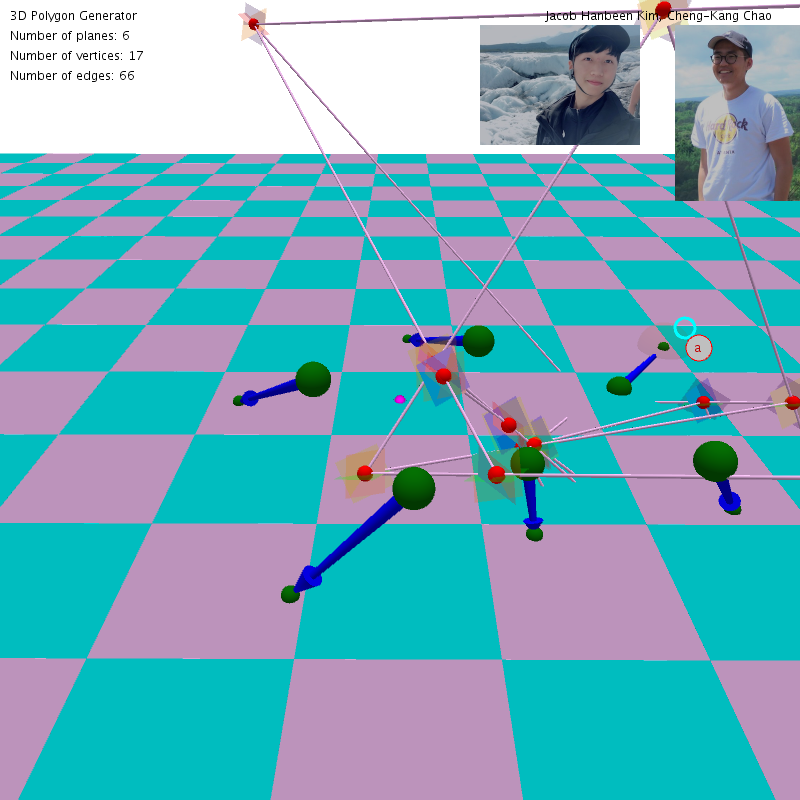 3D Polygon Generator
Jacob Hanbeen Kim, Cheng-Kang Chao
Number of planes: 6
Number of vertices: 17
Number of edges: 66
a